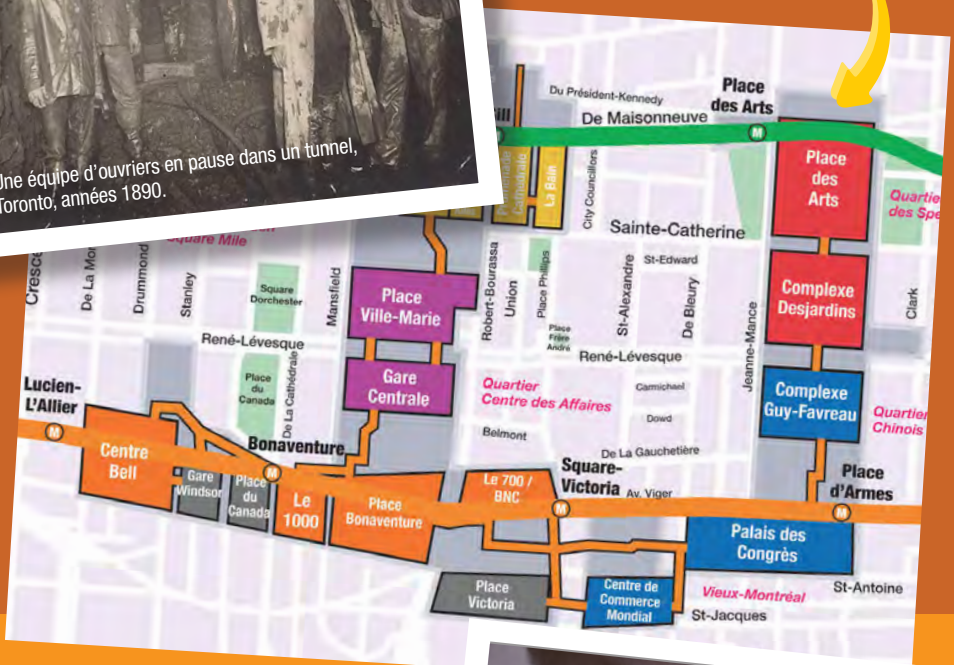 Une équipe d'ouvriers en pause dans un tunnel,
Toronto, années 1890.
Du Président-Kennedy
De Maisonneuve
Place
des Arts
M
Place
des
Arts
Quartier
La Baie
City Councillors
Sainte-Catherine
St-Edward
Square Mile
Drummond
Stanley
Square
Dorchester
Mansfield
Place
Ville-Marie
Robert-Bourassa
Union
Place Phillips
Place
Frère
André
St-Alexandre
De Bleury
Jeanne-Mance
Complexe
Desjardins
Clark
René-Lévesque
René-Lévesque
Place
du
Canada
De La Cathédrale
Gare
Centrale
Quartier
Centre des Affaires
Carmichael
Dowd
Belmont
De La Gauchetière
Complexe
Guy-Favreau
Quartier
Chinois
Lucien-
L'Allier
M
Centre
Bell
Bonaventure
M
Gare
Windsor
Place
du
Canada
Le
1000
Place
Bonaventure
Le 700 /
BNC
Square-
Victoria
M
Av. Viger
Place
d'Armes
M
Palais des
Congrès
Place
Victoria
Centre de
Commerce
Mondial
Vieux-Montréal
St-Antoine
St-Jacques